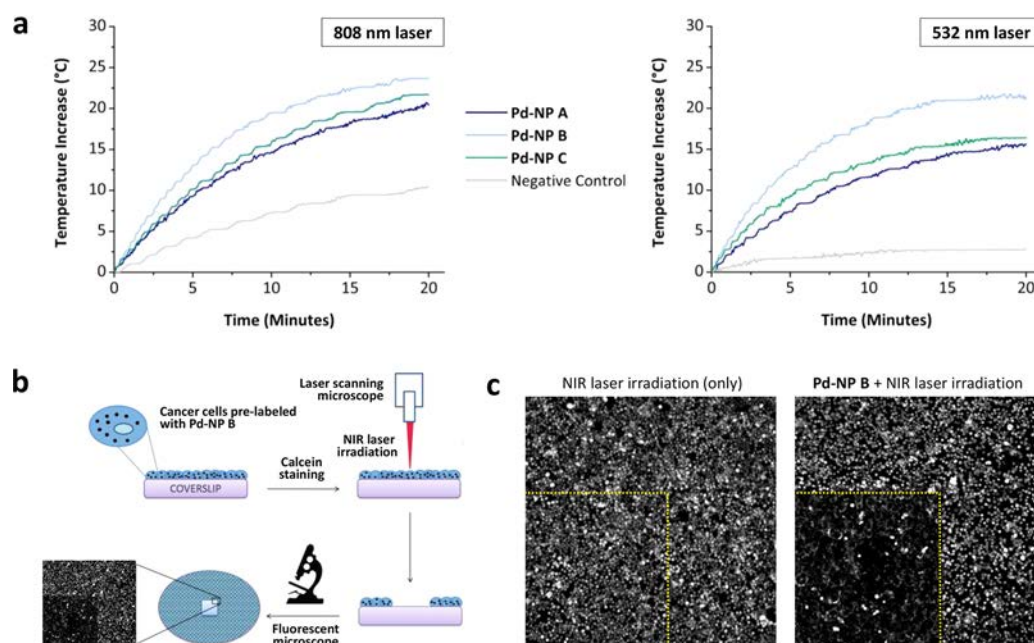 a
808 nm laser
30
25
20
15
10
5
0
Temperature Increase (°C)
0 5 10 15 20
Time (Minutes)
Pd-NP A
Pd-NP B
Pd-NP C
Negative Control
532 nm laser
30
25
20
15
10
5
0
Temperature Increase (°C)
0 5 10 15 20
Time (Minutes)
b
Cancer cells pre-labeled
with Pd-NP B
COVERSLIP
Calcein
staining
Laser scanning
microscope
NIR laser
irradiation
Fluorescent
microscope
c
NIR laser irradiation (only)
Pd-NP B + NIR laser irradiation